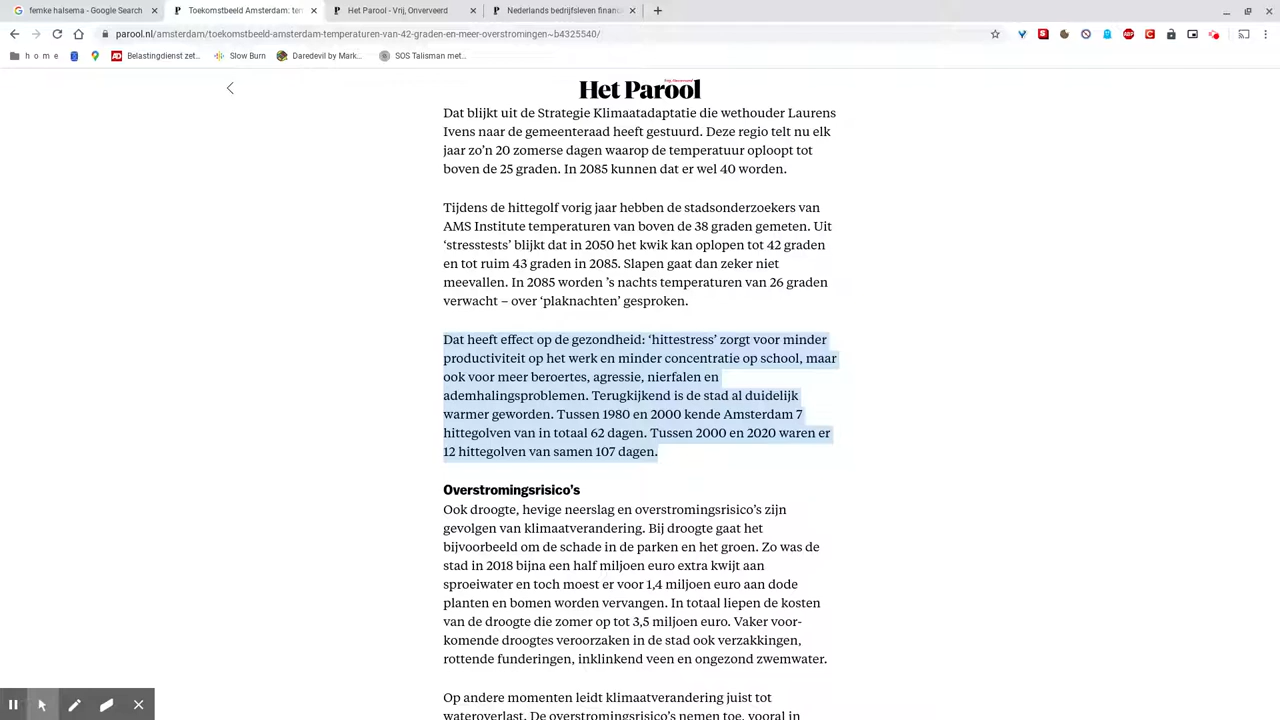 femke halsema - Google Search
Toekomstbeeld Amsterdam: ten
Het Parool - Vrij, Onverveerd
Nederlands bedrijfsleven financi
parool.nl/amsterdam/toekomstbeeld-amsterdam-temperaturen-van-42-graden-en-meer-overstromingen~b4325540/
h o m e
Belastingdienst zet...
Slow Burn
Daredevil by Mark...
SOS Talisman met...
Het Parool
Dat blijkt uit de Strategie Klimaatadaptatie die wethouder Laurens
Ivens naar de gemeenteraad heeft gestuurd. Deze regio telt nu elk
jaar zo’n 20 zomerse dagen waarop de temperatuur oploopt tot
boven de 25 graden. In 2085 kunnen dat er wel 40 worden.
Tijdens de hittegolf vorig jaar hebben de stadsonderzoekers van
AMS Institute temperaturen van boven de 38 graden gemeten. Uit
‘stresstests’ blijkt dat in 2050 het kwik kan oplopen tot 42 graden
en tot ruim 43 graden in 2085. Slapen gaat dan zeker niet
meevallen. In 2085 worden ’s nachts temperaturen van 26 graden
verwacht – over ‘plaknachten’ gesproken.
Dat heeft effect op de gezondheid: ‘hittestress’ zorgt voor minder
productiviteit op het werk en minder concentratie op school, maar
ook voor meer beroertes, agressie, nierfalen en
ademhalingsproblemen. Terugkijkend is de stad al duidelijk
warmer geworden. Tussen 1980 en 2000 kende Amsterdam 7
hittegolven van in totaal 62 dagen. Tussen 2000 en 2020 waren er
12 hittegolven van samen 107 dagen.
Overstromingsrisico’s
Ook droogte, hevige neerslag en overstromingsrisico’s zijn
gevolgen van klimaatverandering. Bij droogte gaat het
bijvoorbeeld om de schade in de parken en het groen. Zo was de
stad in 2018 bijna een half miljoen euro extra kwijt aan
sproeiwater en toch moest er voor 1,4 miljoen euro aan dode
planten en bomen worden vervangen. In totaal liepen de kosten
van de droogte die zomer op tot 3,5 miljoen euro. Vaker voor-
komende droogtes veroorzaken in de stad ook verzakkingen,
rottende funderingen, inklinkend veen en ongezond zwemwater.
Op andere momenten leidt klimaatverandering juist tot
wateroverlast. De overstromingsrisico’s nemen toe, vooral in